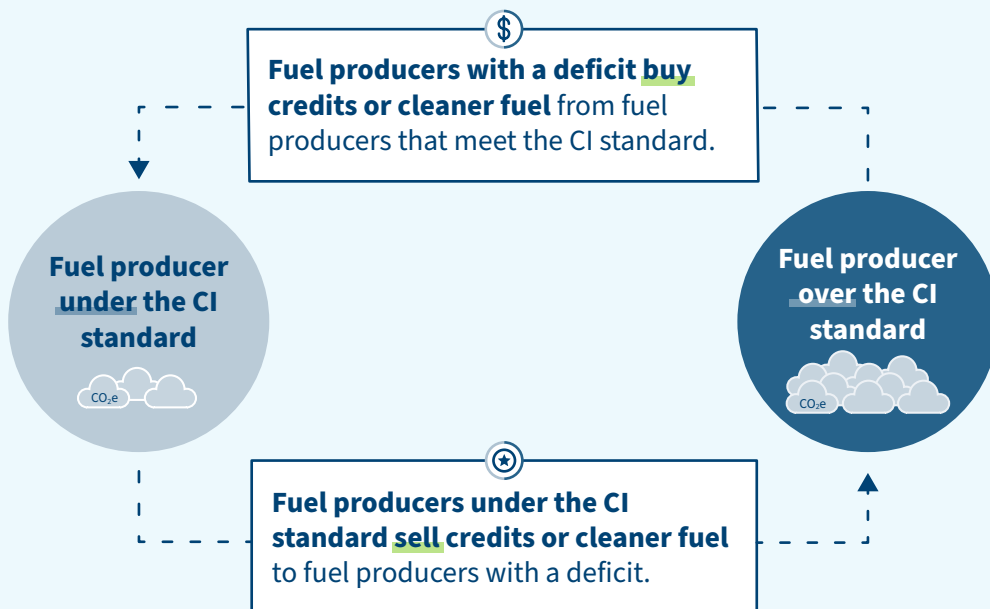 $
Fuel producers with a deficit buy
credits or cleaner fuel from fuel
producers that meet the CI standard.
Fuel producer
under the CI
standard
CO₂e
Fuel producer
over the CI
standard
CO₂e
Fuel producers under the CI
standard sell credits or cleaner fuel
to fuel producers with a deficit.